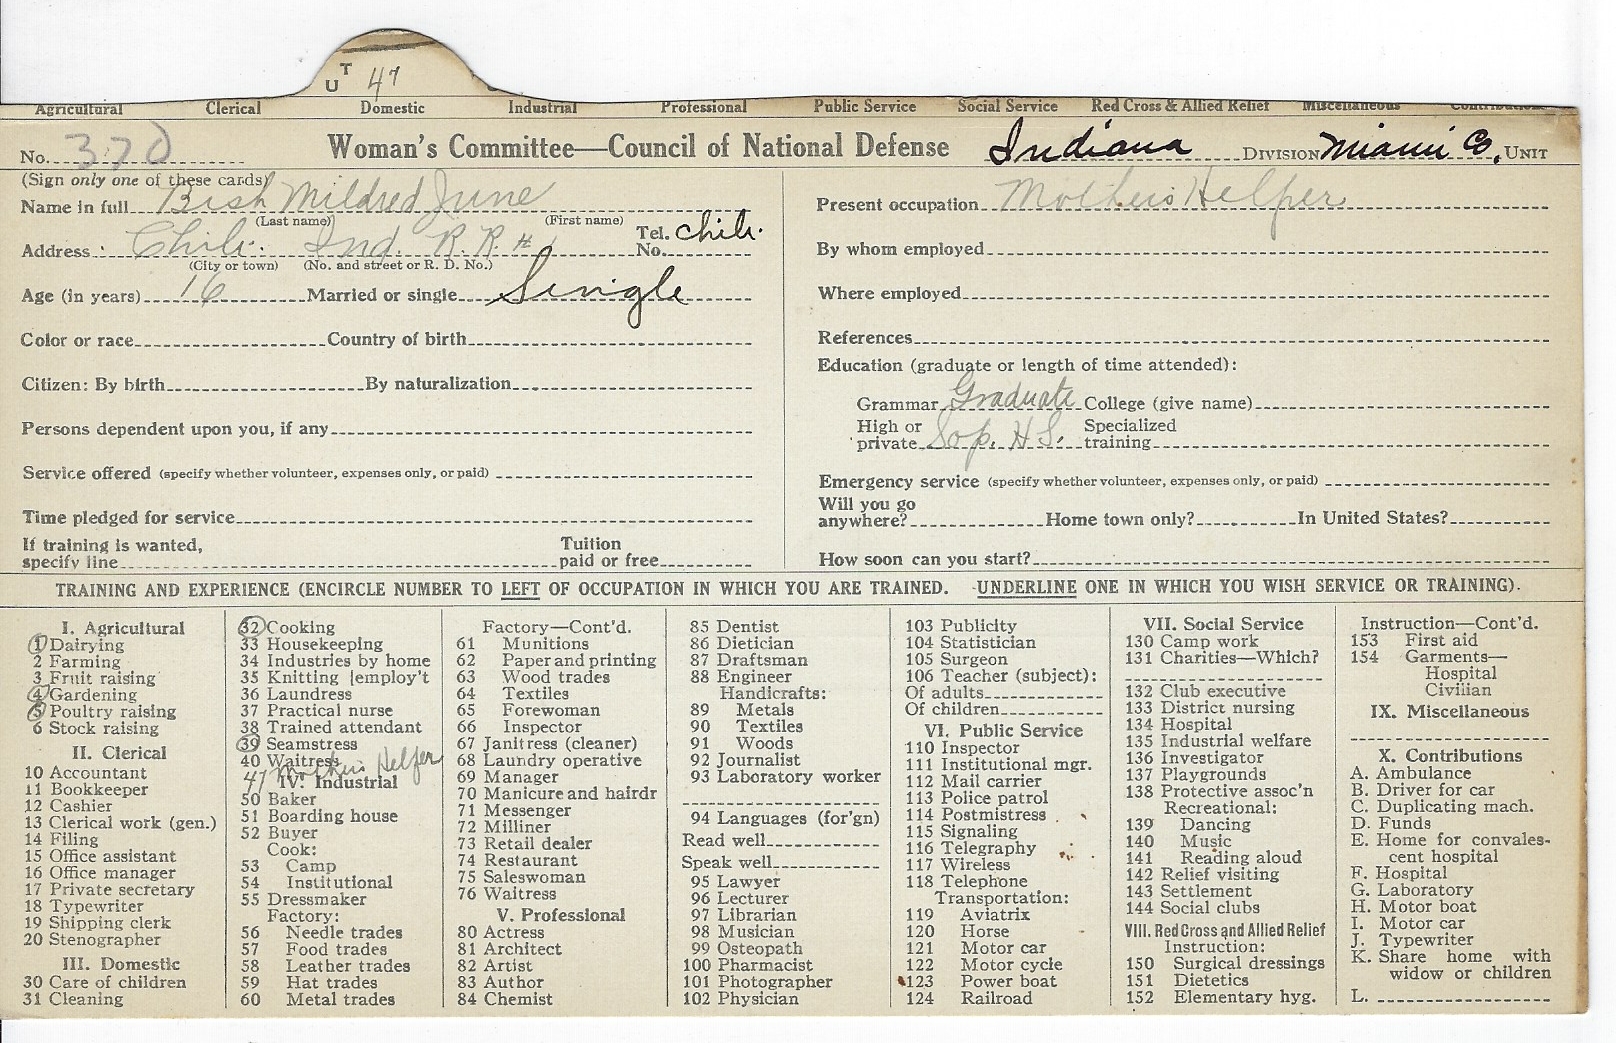 U T 47
Agricultural Clerical Domestic Industrial Professional Public Service Social Service Red Cross & Allied Relief Miscellaneous Contributions
No. 370 Woman's Committee—Council of National Defense Indiana DIVISION Miami Co. UNIT
(Sign only one of these cards)
Name in full Bish Mildred June
(Last name) (First name)
Address Chili. Ind. R.R. #1 Tel. No. Chili.
(City or town) (No. and street or R. D. No.)
Age (in years) 16 Married or single Single
Color or race Country of birth
Citizen: By birth By naturalization
Persons dependent upon you, if any
Service offered (specify whether volunteer, expenses only, or paid)
Time pledged for service
If training is wanted, specify line Tuition paid or free
Present occupation Mothers Helper
By whom employed
Where employed
References
Education (graduate or length of time attended):
Grammar Graduate College (give name)
High or private Sop. H S. Specialized training
Emergency service (specify whether volunteer, expenses only, or paid)
Will you go anywhere? Home town only? In United States?
How soon can you start?
TRAINING AND EXPERIENCE (ENCIRCLE NUMBER TO LEFT OF OCCUPATION IN WHICH YOU ARE TRAINED. UNDERLINE ONE IN WHICH YOU WISH SERVICE OR TRAINING).
I. Agricultural
1 Dairying
2 Farming
3 Fruit raising
4 Gardening
5 Poultry raising
6 Stock raising
II. Clerical
10 Accountant
11 Bookkeeper
12 Cashier
13 Clerical work (gen.)
14 Filing
15 Office assistant
16 Office manager
17 Private secretary
18 Typewriter
19 Shipping clerk
20 Stenographer
III. Domestic
30 Care of children
31 Cleaning
32 Cooking
33 Housekeeping
34 Industries by home
35 Knitting [employ't
36 Laundress
37 Practical nurse
38 Trained attendant
39 Seamstress
40 Waitress
47 Mothers Helper
IV. Industrial
50 Baker
51 Boarding house
52 Buyer
Cook:
53 Camp
54 Institutional
55 Dressmaker
Factory:
56 Needle trades
57 Food trades
58 Leather trades
59 Hat trades
60 Metal trades
Factory—Cont'd.
61 Munitions
62 Paper and printing
63 Wood trades
64 Textiles
65 Forewoman
66 Inspector
67 Janitress (cleaner)
68 Laundry operative
69 Manager
70 Manicure and hairdr
71 Messenger
72 Milliner
73 Retail dealer
74 Restaurant
75 Saleswoman
76 Waitress
V. Professional
80 Actress
81 Architect
82 Artist
83 Author
84 Chemist
85 Dentist
86 Dietician
87 Draftsman
88 Engineer
Handicrafts:
89 Metals
90 Textiles
91 Woods
92 Journalist
93 Laboratory worker
94 Languages (for'gn)
Read well
Speak well
95 Lawyer
96 Lecturer
97 Librarian
98 Musician
99 Osteopath
100 Pharmacist
101 Photographer
102 Physician
103 Publicity
104 Statistician
105 Surgeon
106 Teacher (subject):
Of adults
Of children
VI. Public Service
110 Inspector
111 Institutional mgr.
112 Mail carrier
113 Police patrol
114 Postmistress
115 Signaling
116 Telegraphy
117 Wireless
118 Telephone
Transportation:
119 Aviatrix
120 Horse
121 Motor car
122 Motor cycle
123 Power boat
124 Railroad
VII. Social Service
130 Camp work
131 Charities—Which?
132 Club executive
133 District nursing
134 Hospital
135 Industrial welfare
136 Investigator
137 Playgrounds
138 Protective assoc'n
Recreational:
139 Dancing
140 Music
141 Reading aloud
142 Relief visiting
143 Settlement
144 Social clubs
VIII. Red Cross and Allied Relief
Instruction:
150 Surgical dressings
151 Dietetics
152 Elementary hyg.
Instruction—Cont'd.
153 First aid
154 Garments—
Hospital
Civilian
IX. Miscellaneous
X. Contributions
A. Ambulance
B. Driver for car
C. Duplicating mach.
D. Funds
E. Home for convales-
cent hospital
F. Hospital
G. Laboratory
H. Motor boat
I. Motor car
J. Typewriter
K. Share home with
widow or children
L.